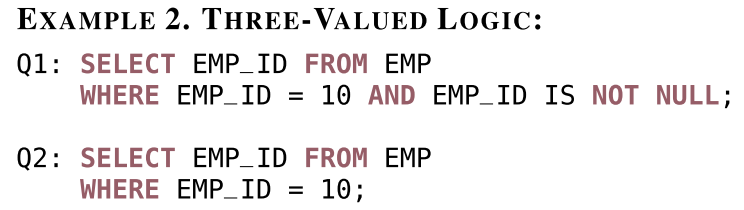 EXAMPLE 2. THREE-VALUED LOGIC:
Q1: SELECT EMP_ID FROM EMP
WHERE EMP_ID = 10 AND EMP_ID IS NOT NULL;
Q2: SELECT EMP_ID FROM EMP
WHERE EMP_ID = 10;